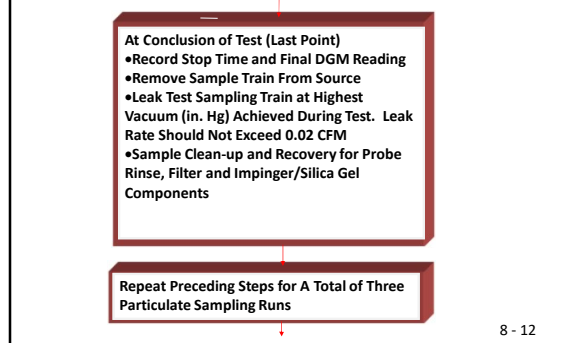 At Conclusion of Test (Last Point)
•Record Stop Time and Final DGM Reading
•Remove Sample Train From Source
•Leak Test Sampling Train at Highest
Vacuum (in. Hg) Achieved During Test.  Leak
Rate Should Not Exceed 0.02 CFM
•Sample Clean-up and Recovery for Probe
Rinse, Filter and Impinger/Silica Gel
Components
Repeat Preceding Steps for A Total of Three
Particulate Sampling Runs
8 - 12